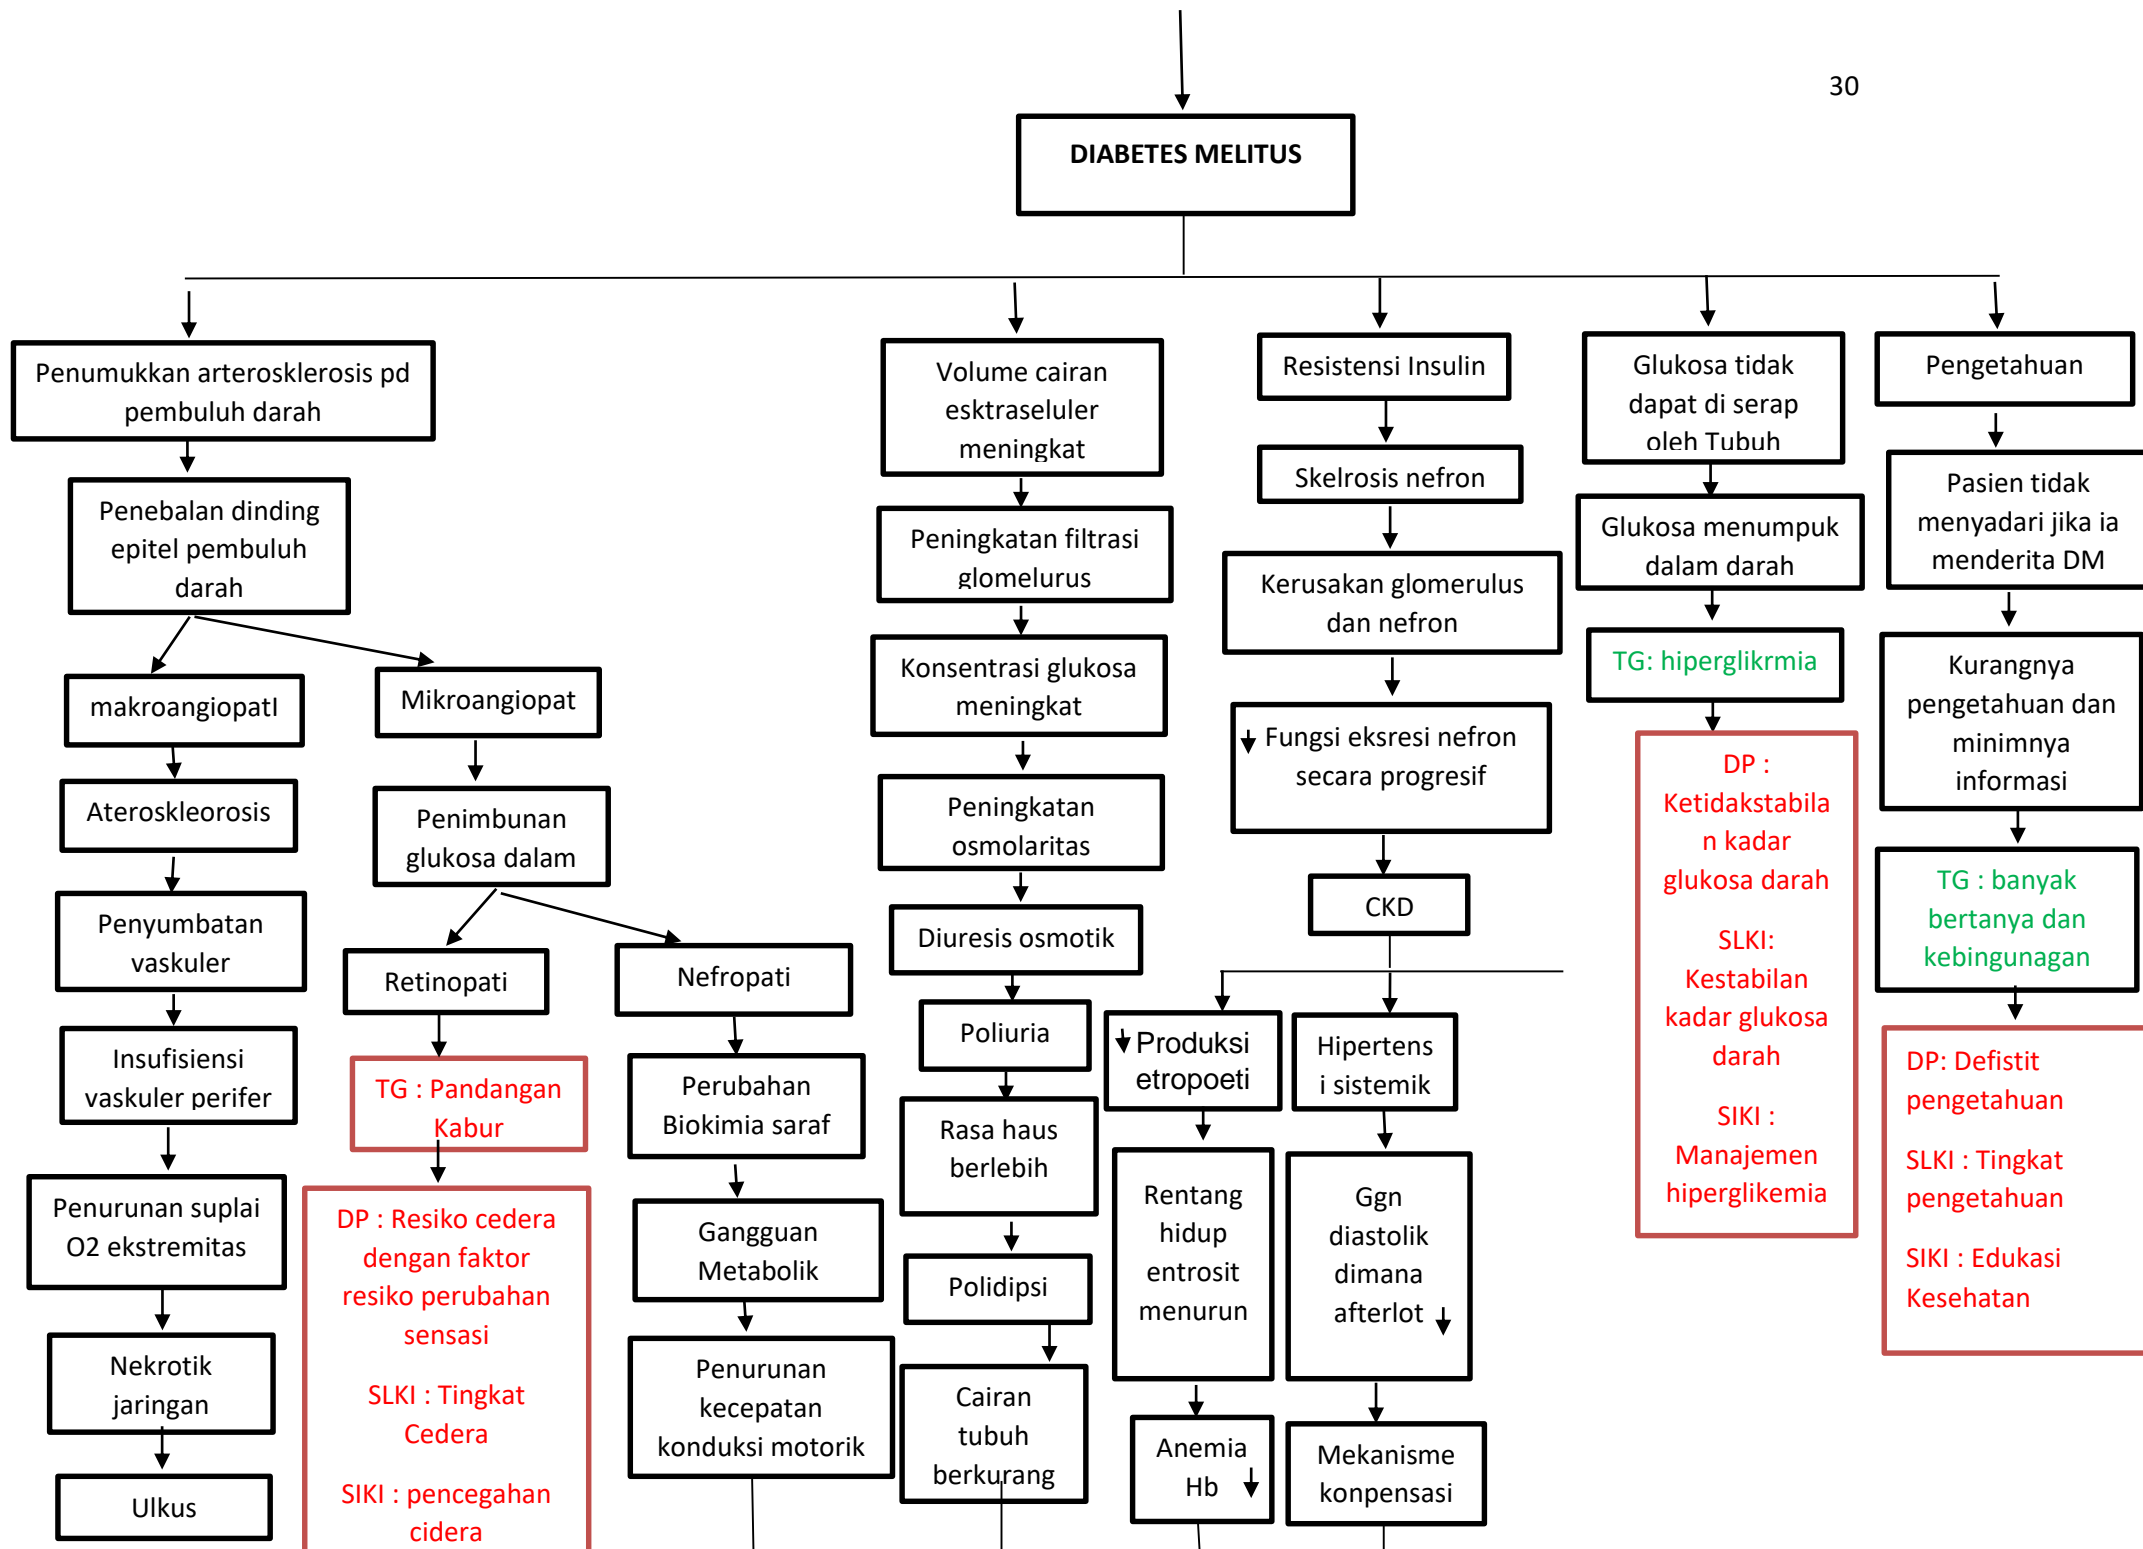 30
DIABETES MELITUS
Penumukkan arterosklerosis pd
pembuluh darah
Penebalan dinding
epitel pembuluh
darah
makroangiopatI
Ateroskleorosis
Penyumbatan
vaskuler
Insufisiensi
vaskuler perifer
Penurunan suplai
O2 ekstremitas
Nekrotik
jaringan
Ulkus
Mikroangiopat
Penimbunan
glukosa dalam
Retinopati
TG : Pandangan
Kabur
DP : Resiko cedera
dengan faktor
resiko perubahan
sensasi
SLKI : Tingkat
Cedera
SIKI : pencegahan
cidera
Nefropati
Perubahan
Biokimia saraf
Gangguan
Metabolik
Penurunan
kecepatan
konduksi motorik
Volume cairan
esktraseluler
meningkat
Peningkatan filtrasi
glomelurus
Konsentrasi glukosa
meningkat
Peningkatan
osmolaritas
Diuresis osmotik
Poliuria
Rasa haus
berlebih
Polidipsi
Cairan
tubuh
berkurang
Resistensi Insulin
Skelrosis nefron
Kerusakan glomerulus
dan nefron
Fungsi eksresi nefron
secara progresif
CKD
Produksi
etropoeti
Rentang
hidup
entrosit
menurun
Anemia
Hb
Hipertens
i sistemik
Ggn
diastolik
dimana
afterlot
Mekanisme
konpensasi
Glukosa tidak
dapat di serap
oleh Tubuh
Glukosa menumpuk
dalam darah
TG: hiperglikrmia
DP :
Ketidakstabila
n kadar
glukosa darah
SLKI:
Kestabilan
kadar glukosa
darah
SIKI :
Manajemen
hiperglikemia
Pengetahuan
Pasien tidak
menyadari jika ia
menderita DM
Kurangnya
pengetahuan dan
minimnya
informasi
TG : banyak
bertanya dan
kebingunagan
DP: Defistit
pengetahuan
SLKI : Tingkat
pengetahuan
SIKI : Edukasi
Kesehatan